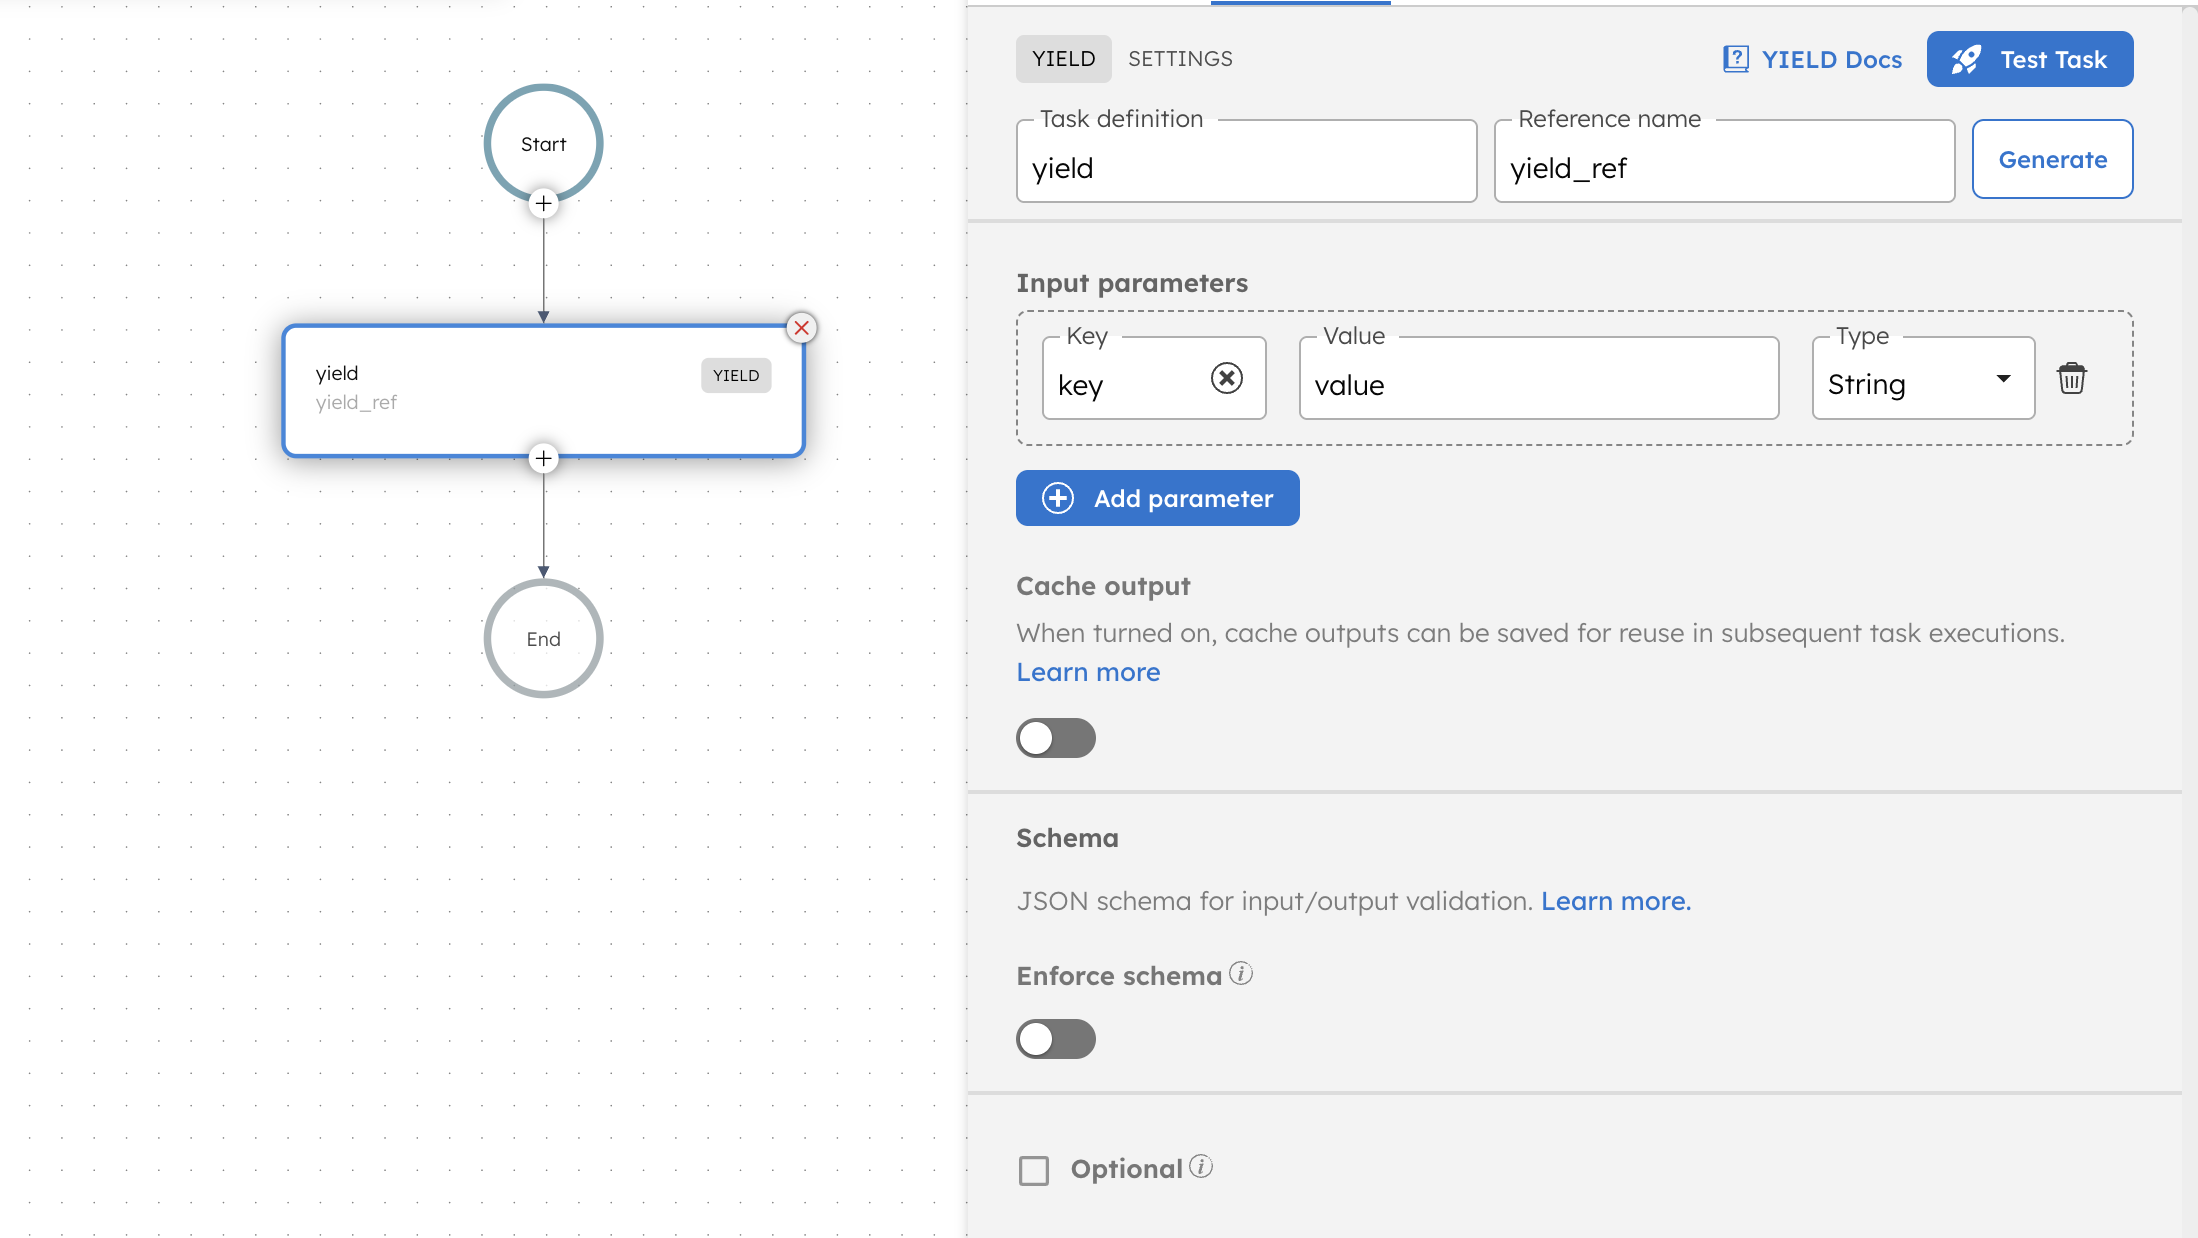 Start
yield
YIELD
yield_ref
End
YIELD SETTINGS
YIELD Docs
Test Task
Task definition
yield
Reference name
yield_ref
Generate
Input parameters
Key
key
Value
value
Type
String
Add parameter
Cache output
When turned on, cache outputs can be saved for reuse in subsequent task executions.
Learn more
Schema
JSON schema for input/output validation. Learn more.
Enforce schema
Optional